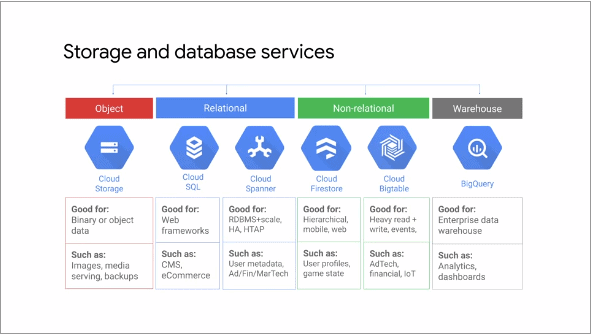 Storage and database services
Object
Relational
Non-relational
Warehouse
Cloud
Storage
Cloud
SQL
Cloud
Spanner
Cloud
Firestore
Cloud
Bigtable
BigQuery
Good for:
Binary or object
data
Good for:
Web
frameworks
Good for:
RDBMS+scale,
HA, HTAP
Good for:
Hierarchical,
mobile, web
Good for:
Heavy read +
write, events,
Good for:
Enterprise data
warehouse
Such as:
Images, media
serving, backups
Such as:
CMS,
eCommerce
Such as:
User metadata,
Ad/Fin/MarTech
Such as:
User profiles,
game state
Such as:
AdTech,
financial, IoT
Such as:
Analytics,
dashboards